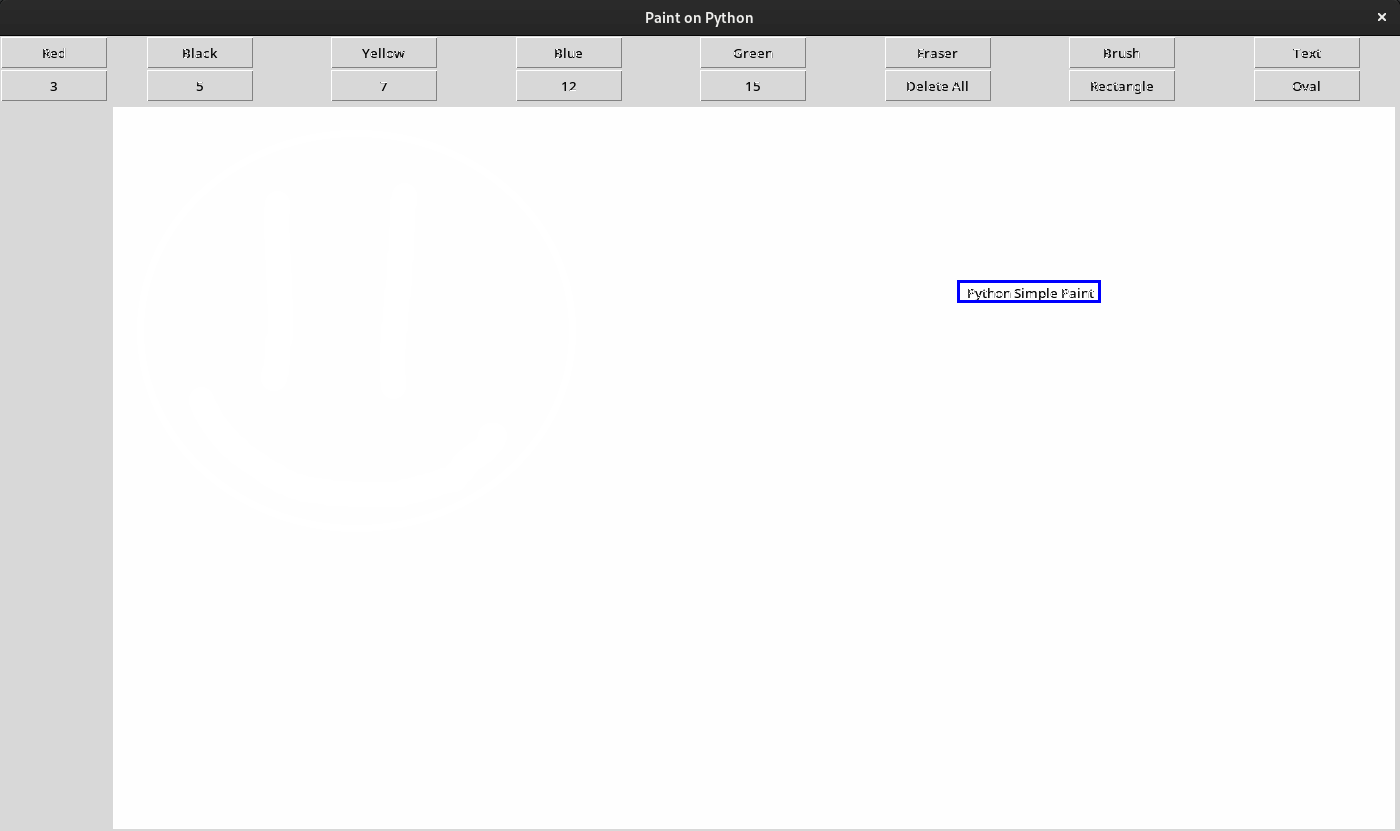 Paint on Python ×
Red Black Yellow Blue Green Eraser Brush Text
3 5 7 12 15 Delete All Rectangle Oval
Python Simple Paint